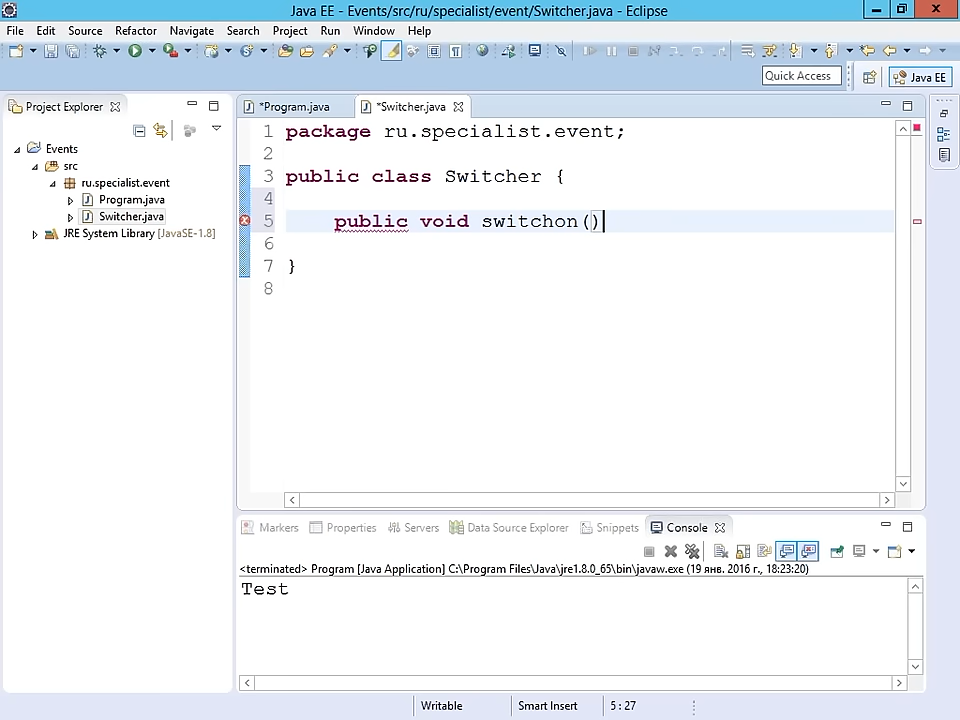 Java EE - Events/src/ru/specialist/event/Switcher.java - Eclipse
File Edit Source Refactor Navigate Search Project Run Window Help
Quick Access
Java EE
Project Explorer
Events
src
ru.specialist.event
Program.java
Switcher.java
JRE System Library [JavaSE-1.8]
*Program.java
*Switcher.java
1 package ru.specialist.event;
2
3 public class Switcher {
4
5 public void switchon()
6
7 }
8
Markers Properties Servers Data Source Explorer Snippets Console
<terminated> Program [Java Application] C:\Program Files\Java\jre1.8.0_65\bin\javaw.exe (19 янв. 2016 г., 18:23:20)
Test
Writable Smart Insert 5 : 27